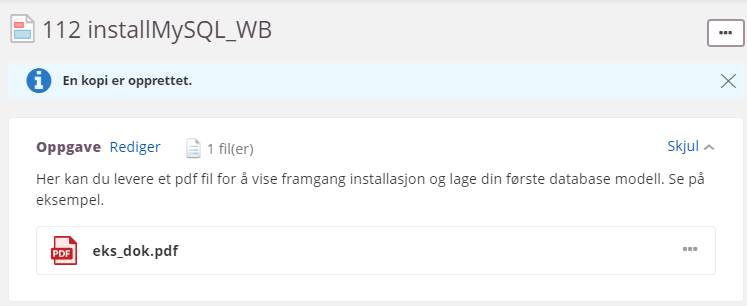 112 installMySQL_WB
En kopi er opprettet.
Oppgave Rediger 1 fil(er) Skjul
Her kan du levere et pdf fil for å vise framgang installasjon og lage din første database modell. Se på
eksempel.
PDF eks_dok.pdf